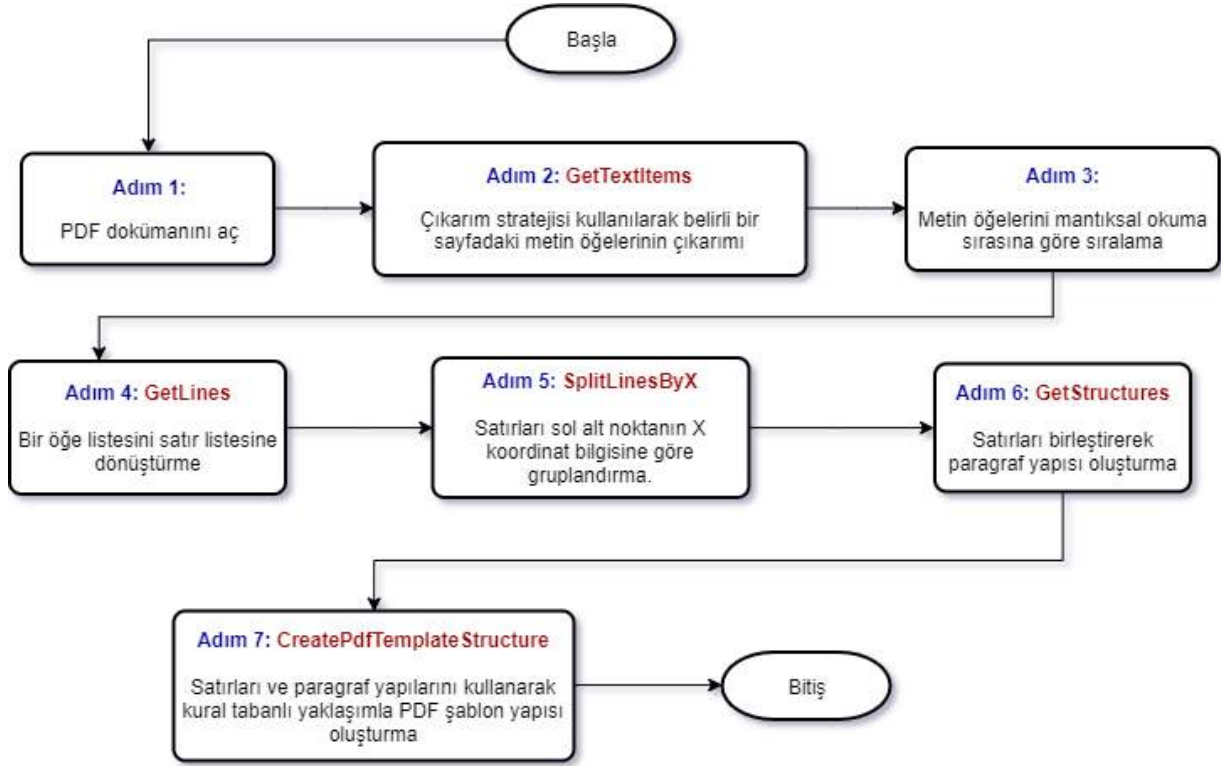 Başla
Adım 1:
PDF dokümanını aç
Adım 2: GetTextItems
Çıkarım stratejisi kullanılarak belirli bir
sayfadaki metin öğelerinin çıkarımı
Adım 3:
Metin öğelerini mantıksal okuma
sırasına göre sıralama
Adım 4: GetLines
Bir öğe listesini satır listesine
dönüştürme
Adım 5: SplitLinesByX
Satırları sol alt noktanın X
koordinat bilgisine göre
gruplandırma.
Adım 6: GetStructures
Satırları birleştirerek
paragraf yapısı oluşturma
Adım 7: CreatePdfTemplateStructure
Satırları ve paragraf yapılarını kullanarak
kural tabanlı yaklaşımla PDF şablon yapısı
oluşturma
Bitiş